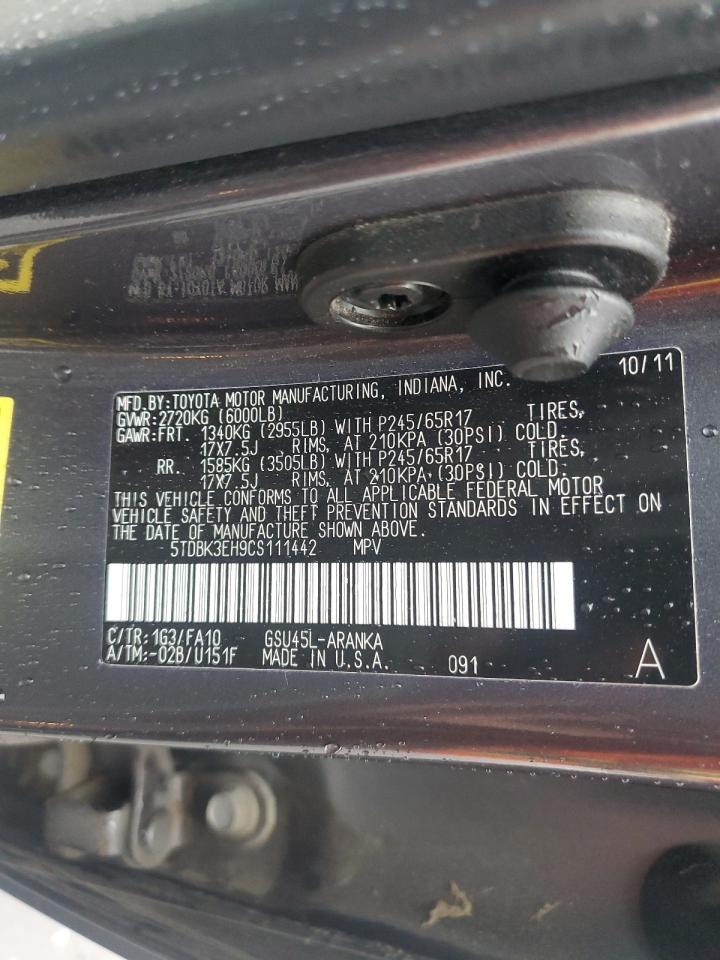 MFD.BY:TOYOTA MOTOR MANUFACTURING, INDIANA, INC. 10/11
GVWR:2720KG (6000LB)
GAWR:FRT. 1340KG (2955LB) WITH P245/65R17 TIRES,
17X7.5J RIMS, AT 210KPA (30PSI) COLD.
RR. 1585KG (3505LB) WITH P245/65R17 TIRES,
17X7.5J RIMS, AT 210KPA (30PSI) COLD.
THIS VEHICLE CONFORMS TO ALL APPLICABLE FEDERAL MOTOR
VEHICLE SAFETY AND THEFT PREVENTION STANDARDS IN EFFECT ON
THE DATE OF MANUFACTURE SHOWN ABOVE.
5TDBK3EH9CS111442 MPV
C/TR: 1G3/FA10 GSU45L-ARANKA
A/TM:-02B/U151F MADE IN U.S.A. 091 A